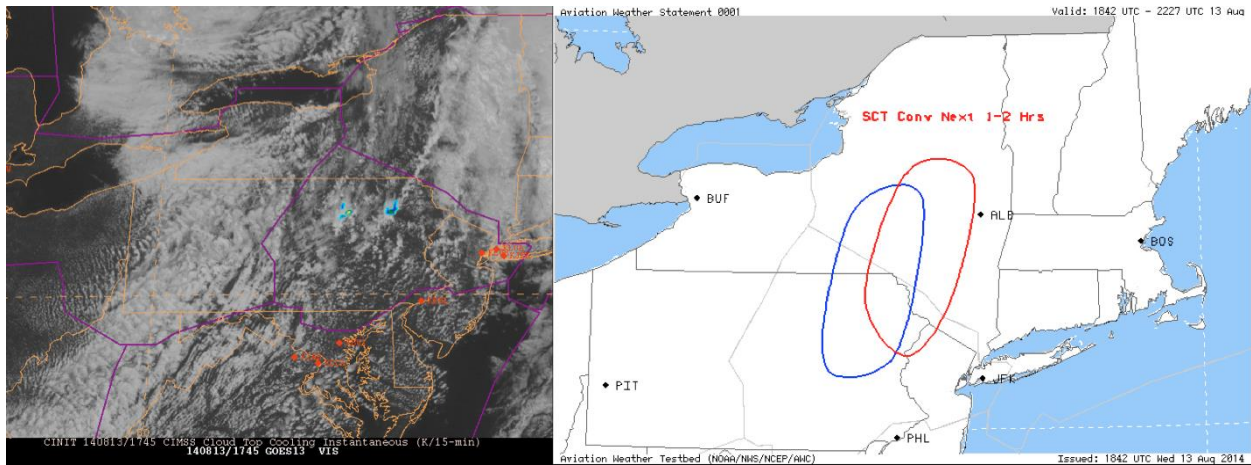 CINIT 140813/1745 CIMSS Cloud Top Cooling Instantaneous (K/15-min)
140813/1745 GOES13 VIS
Aviation Weather Statement 0001
Valid: 1842 UTC - 2227 UTC 13 Aug
SCT Conv Next 1-2 Hrs
BUF
ALB
BOS
PIT
JFK
PHL
Aviation Weather Testbed (NOAA/NWS/NCEP/AWC)
Issued: 1842 UTC Wed 13 Aug 2014